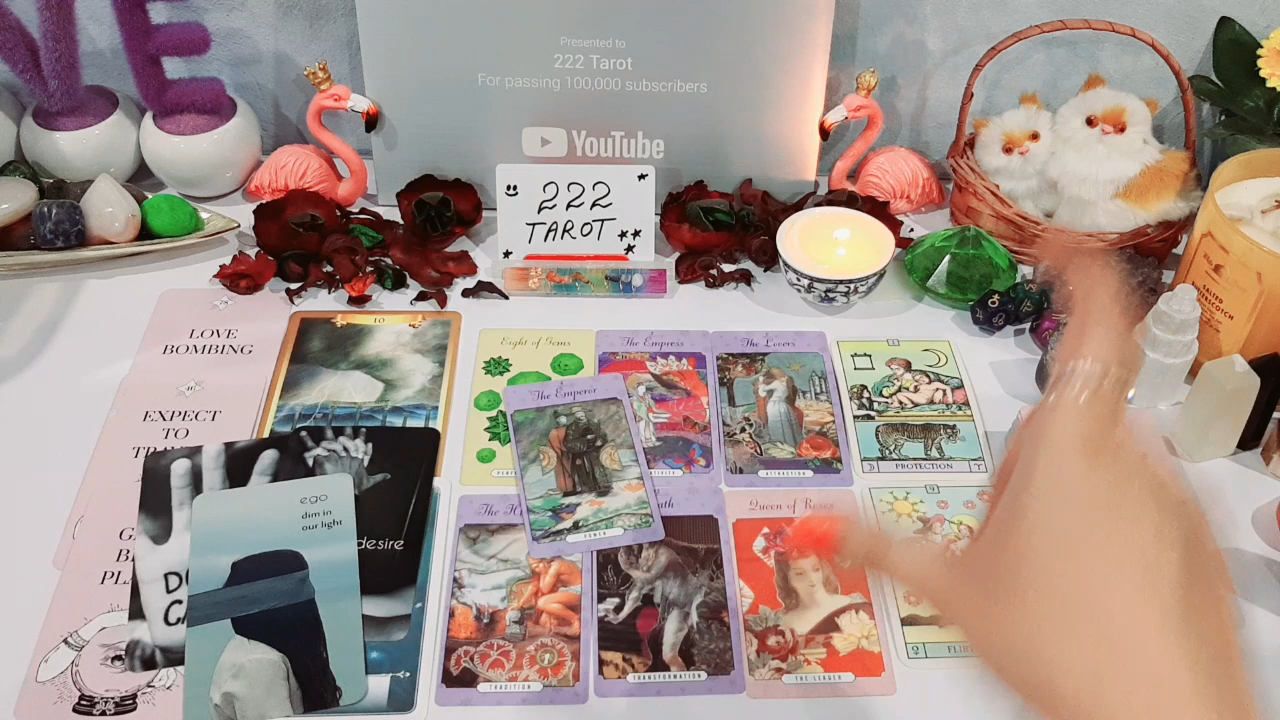 NE
Presented to
222 Tarot
For passing 100,000 subscribers
YouTube
222
TAROT
LOVE
BOMBING
EXPECT
TO
10
Eight of Gems
The Empress
The Lovers
The Emperor
ATTRACTION
PROTECTION
POWER
ego
dim in
our light
desire
Queen of Roses
TRADITION
TRANSFORMATION
THE LEADER
SALTED
BUTTERSCOTCH